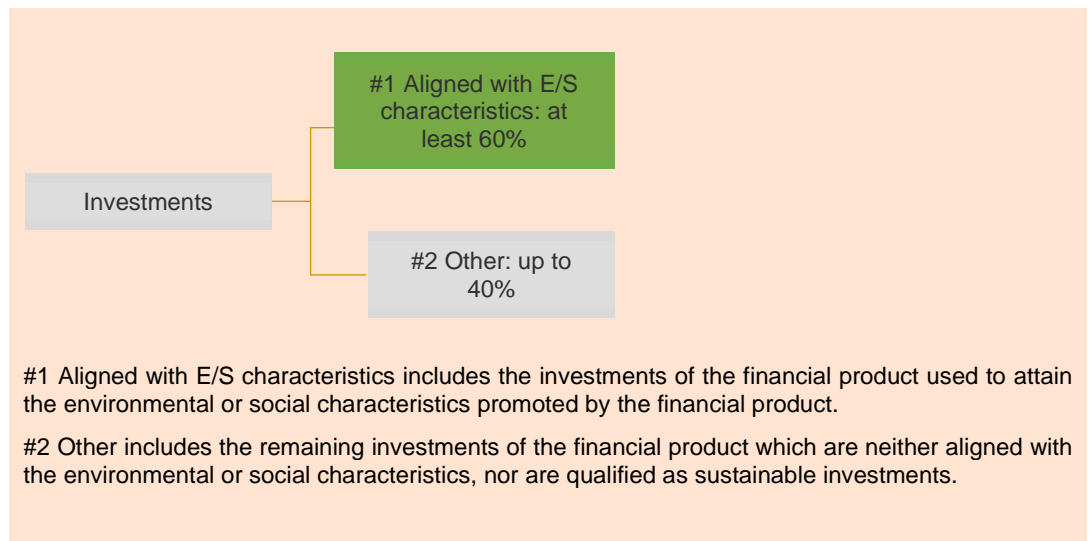 #1 Aligned with E/S
characteristics: at
least 60%
Investments
#2 Other: up to
40%
#1 Aligned with E/S characteristics includes the investments of the financial product used to attain
the environmental or social characteristics promoted by the financial product.
#2 Other includes the remaining investments of the financial product which are neither aligned with
the environmental or social characteristics, nor are qualified as sustainable investments.